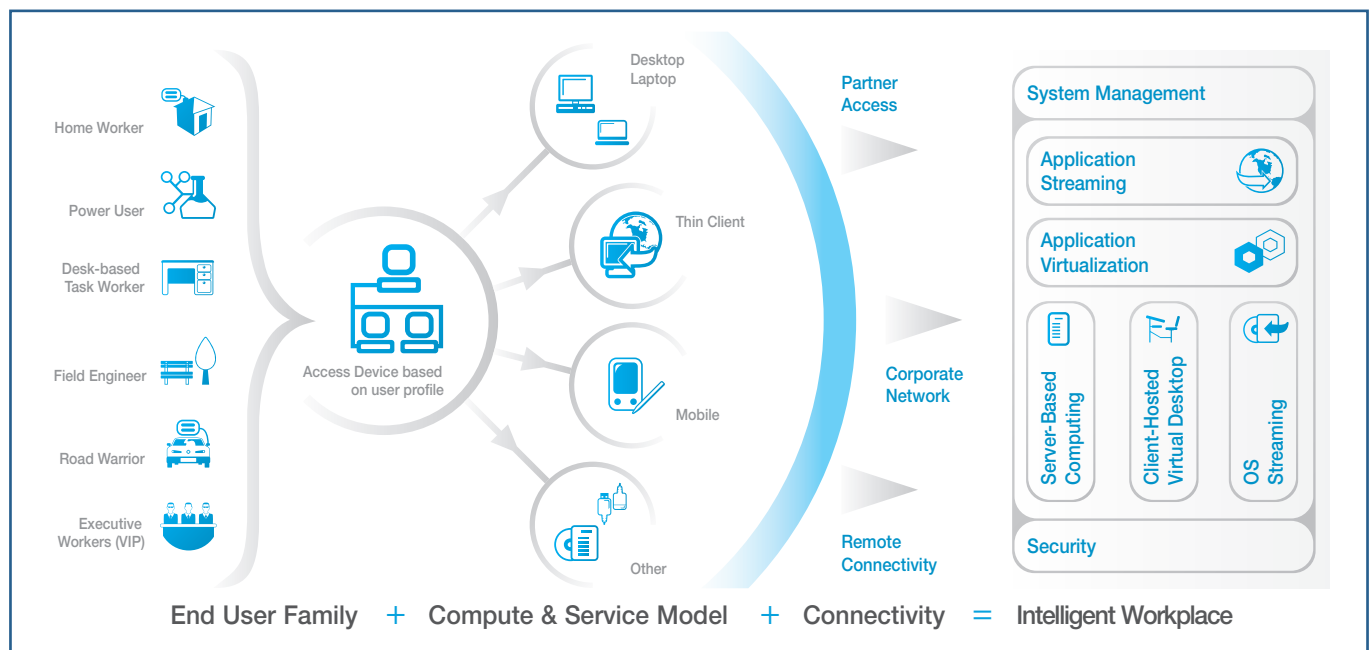 Home Worker
Power User
Desk-based
Task Worker
Field Engineer
Road Warrior
Executive
Workers (VIP)
Access Device based
on user profile
Desktop
Laptop
Thin Client
Mobile
Other
Partner
Access
Corporate
Network
Remote
Connectivity
System Management
Application
Streaming
Application
Virtualization
Server-Based
Computing
Client-Hosted
Virtual Desktop
OS
Streaming
Security
End User Family + Compute & Service Model + Connectivity = Intelligent Workplace